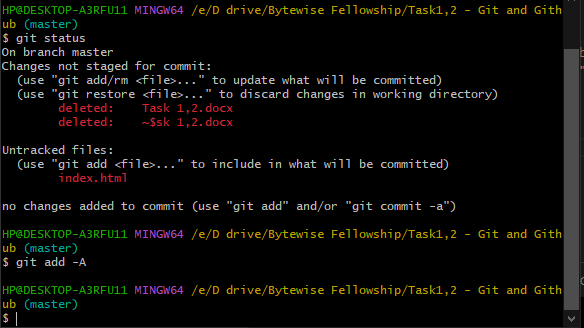 HP@DESKTOP-A3RFU11 MINGW64 /e/D drive/Bytewise Fellowship/Task1,2 - Git and Gith
ub (master)
$ git status
On branch master
Changes not staged for commit:
  (use "git add/rm <file>..." to update what will be committed)
  (use "git restore <file>..." to discard changes in working directory)
        deleted:    Task 1,2.docx
        deleted:    ~$sk 1,2.docx

Untracked files:
  (use "git add <file>..." to include in what will be committed)
        index.html

no changes added to commit (use "git add" and/or "git commit -a")

HP@DESKTOP-A3RFU11 MINGW64 /e/D drive/Bytewise Fellowship/Task1,2 - Git and Gith
ub (master)
$ git add -A

HP@DESKTOP-A3RFU11 MINGW64 /e/D drive/Bytewise Fellowship/Task1,2 - Git and Gith
ub (master)
$